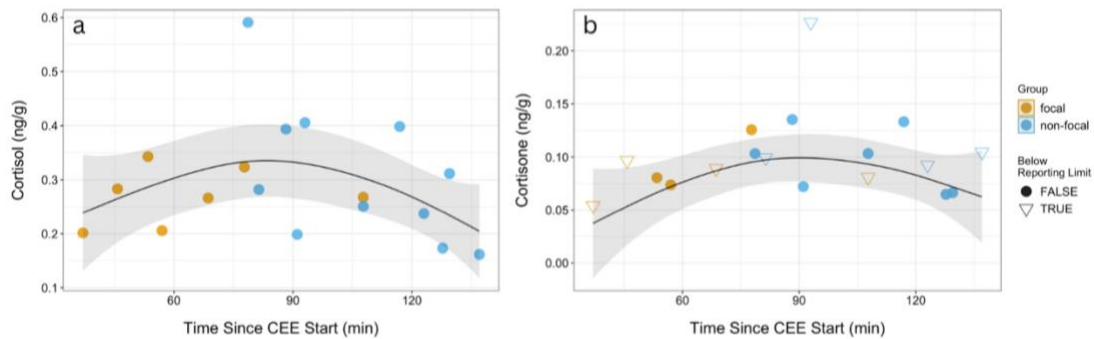 a
0.6
0.5
0.4
0.3
0.2
0.1
Cortisol (ng/g)
60 90 120
Time Since CEE Start (min)
b
0.20
0.15
0.10
0.05
0.00
Cortisone (ng/g)
60 90 120
Time Since CEE Start (min)
Group
focal
non-focal
Below
Reporting Limit
FALSE
TRUE